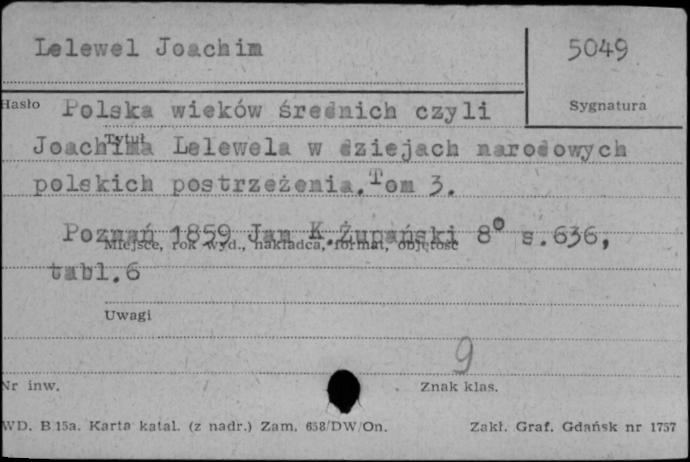 Lelewel Joachim
5049
Hasło
Polska wieków średnich czyli
Sygnatura
Tytuł
Joachima Lelewela w dziejach narodowych
polskich postrzeżenia.Tom 3.
Poznań 1859 Jan K.Żupański 8° s.636,
Miejsce, rok wyd., nakładca, format, objętość
tabl.6
Uwagi
9
Nr inw.
Znak klas.
WD. B 15a. Karta katal. (z nadr.) Zam. 658/DW/On.
Zakł. Graf. Gdańsk nr 1757